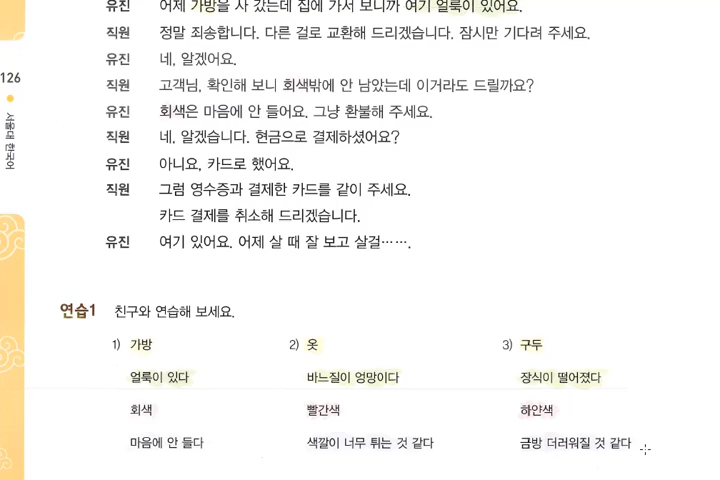 유진 어제 가방을 사 갔는데 집에 가서 보니까 여기 얼룩이 있어요.
직원 정말 죄송합니다. 다른 걸로 교환해 드리겠습니다. 잠시만 기다려 주세요.
유진 네, 알겠어요.
직원 고객님, 확인해 보니 회색밖에 안 남았는데 이거라도 드릴까요?
유진 회색은 마음에 안 들어요. 그냥 환불해 주세요.
직원 네, 알겠습니다. 현금으로 결제하셨어요?
유진 아니요, 카드로 했어요.
직원 그럼 영수증과 결제한 카드를 같이 주세요.
카드 결제를 취소해 드리겠습니다.
유진 여기 있어요. 어제 살 때 잘 보고 살걸…….
126
서울대 한국어
연습1 친구와 연습해 보세요.
1) 가방 2) 옷 3) 구두
얼룩이 있다 바느질이 엉망이다 장식이 떨어졌다
회색 빨간색 하얀색
마음에 안 들다 색깔이 너무 튀는 것 같다 금방 더러워질 것 같다